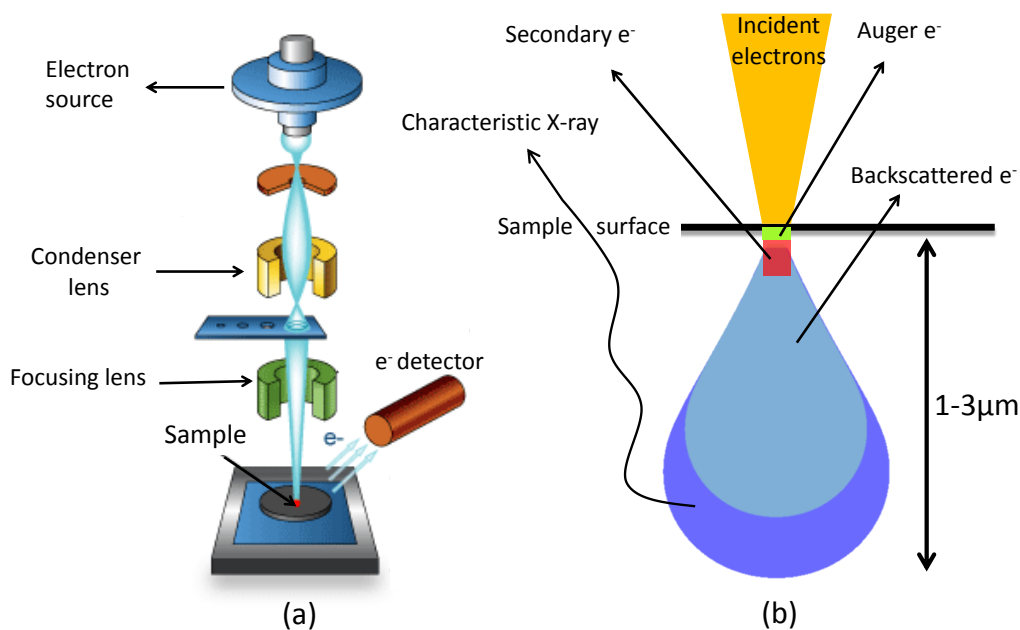 Electron
source
Condenser
lens
Focusing lens
e⁻ detector
Sample
e-
(a)
Secondary e⁻
Incident
electrons
Auger e⁻
Characteristic X-ray
Backscattered e⁻
Sample surface
1-3µm
(b)